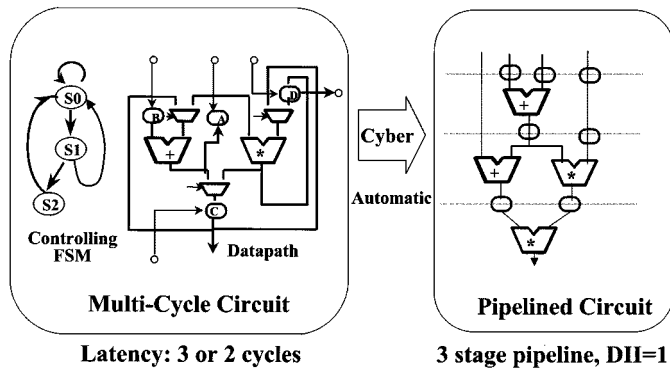 S0
S1
S2
Controlling
FSM
B
A
D
+
*
C
Datapath
Multi-Cycle Circuit
Latency: 3 or 2 cycles
Cyber
Automatic
+
+
*
*
Pipelined Circuit
3 stage pipeline, DII=1